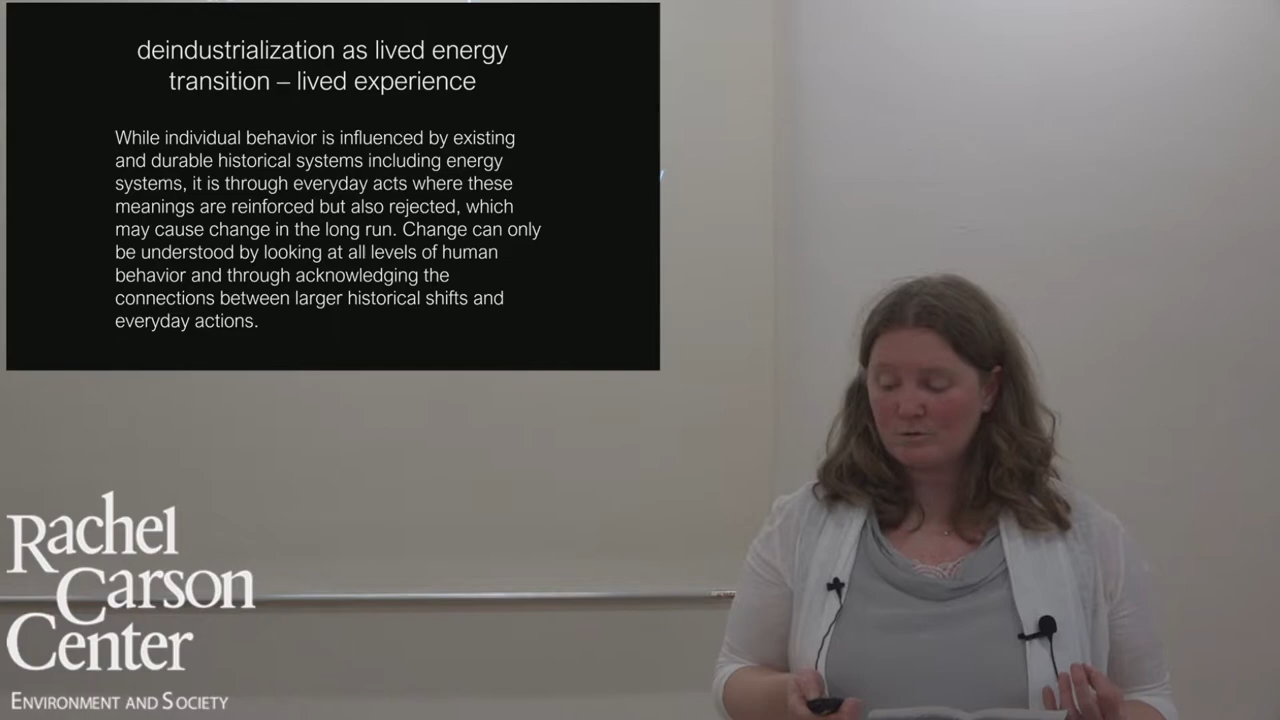 deindustrialization as lived energy
transition – lived experience
While individual behavior is influenced by existing
and durable historical systems including energy
systems, it is through everyday acts where these
meanings are reinforced but also rejected, which
may cause change in the long run. Change can only
be understood by looking at all levels of human
behavior and through acknowledging the
connections between larger historical shifts and
everyday actions.
Rachel
Carson
Center
ENVIRONMENT AND SOCIETY